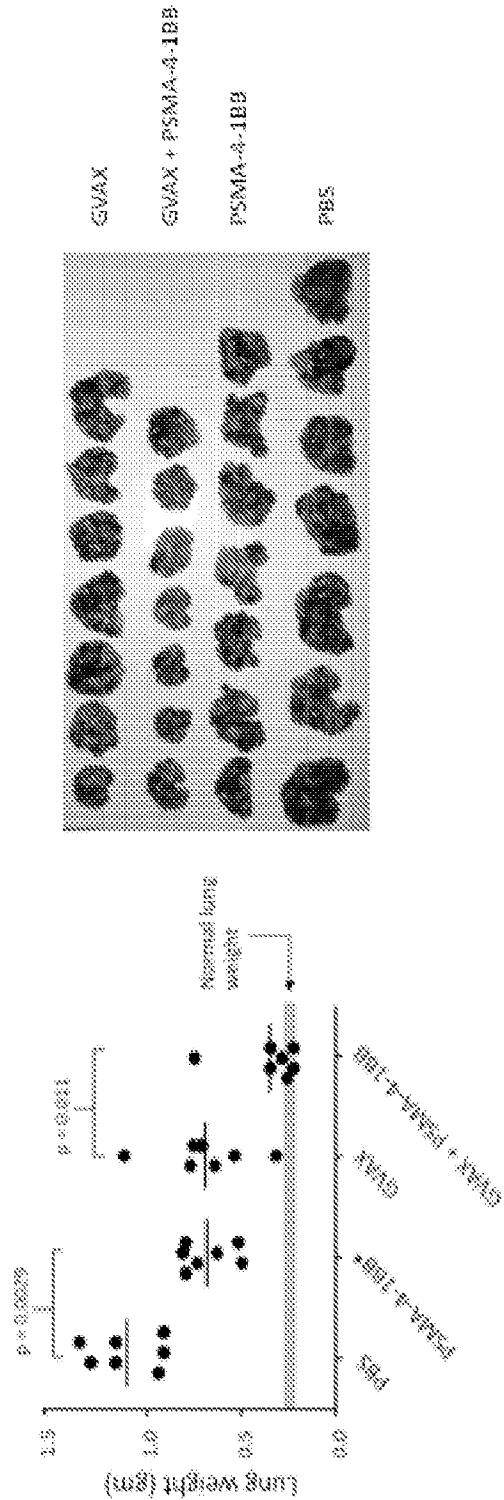 Lung weight (gm)
1.5
1.0
0.5
0.0
p = 0.0029
p = 0.011
Normal lung
weight
PBS
PSMA-4-1BB*
GVAX
GVAX + PSMA-4-1BB
GVAX
GVAX + PSMA-4-1BB
PSMA-4-1BB
PBS